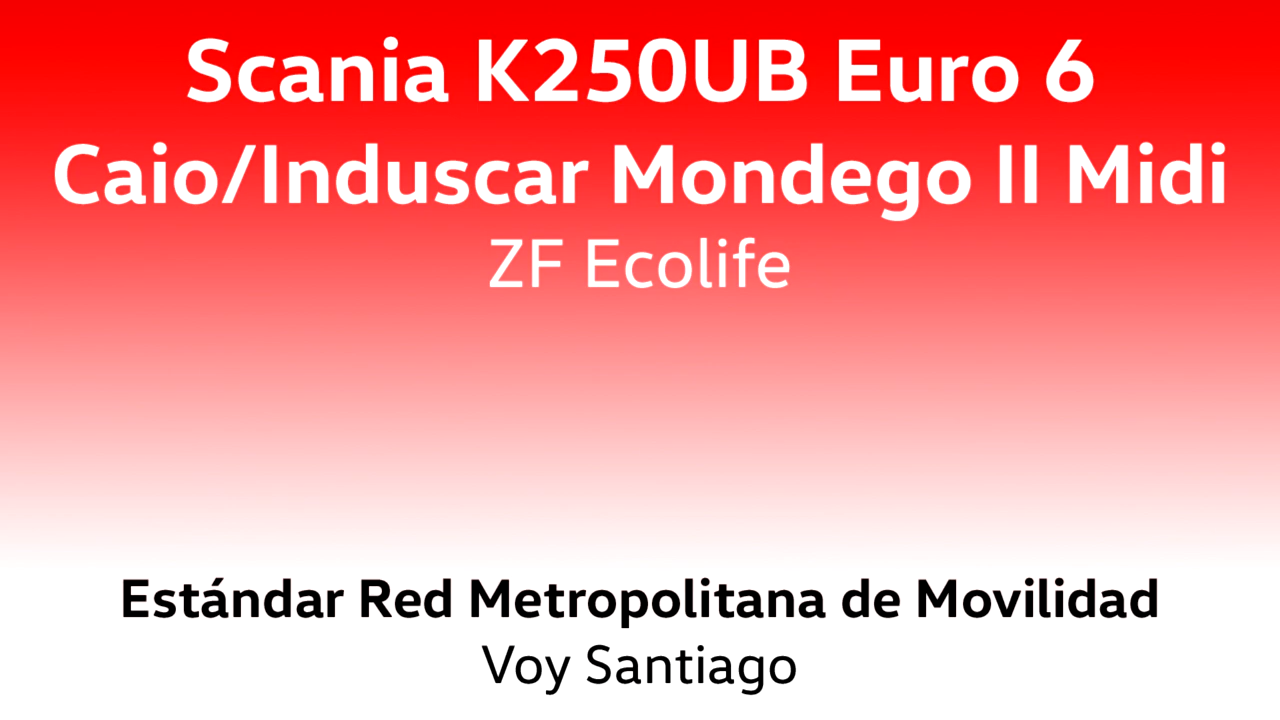 Scania K250UB Euro 6
Caio/Induscar Mondego II Midi
ZF Ecolife
Estándar Red Metropolitana de Movilidad
Voy Santiago